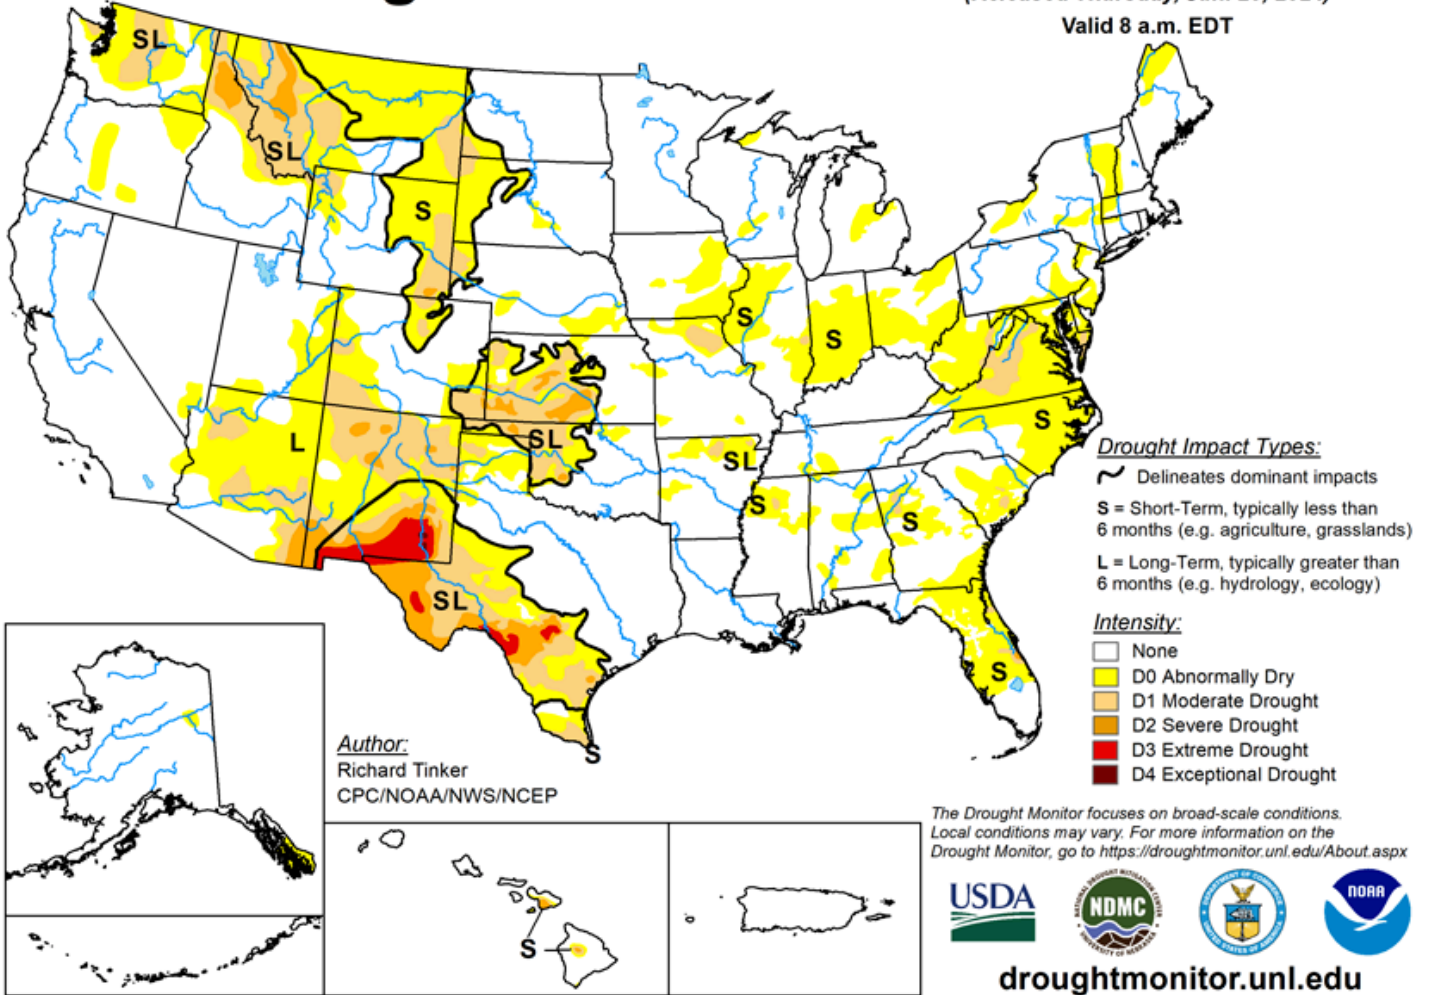 Valid 8 a.m. EDT
SL
SL
S
S
S
L
SL
SL
S
S
S
SL
S
S
Drought Impact Types:
Delineates dominant impacts
S = Short-Term, typically less than
6 months (e.g. agriculture, grasslands)
L = Long-Term, typically greater than
6 months (e.g. hydrology, ecology)
Intensity:
None
D0 Abnormally Dry
D1 Moderate Drought
D2 Severe Drought
D3 Extreme Drought
D4 Exceptional Drought
Author:
Richard Tinker
CPC/NOAA/NWS/NCEP
S
The Drought Monitor focuses on broad-scale conditions.
Local conditions may vary. For more information on the
Drought Monitor, go to https://droughtmonitor.unl.edu/About.aspx
USDA
NDMC
NOAA
droughtmonitor.unl.edu